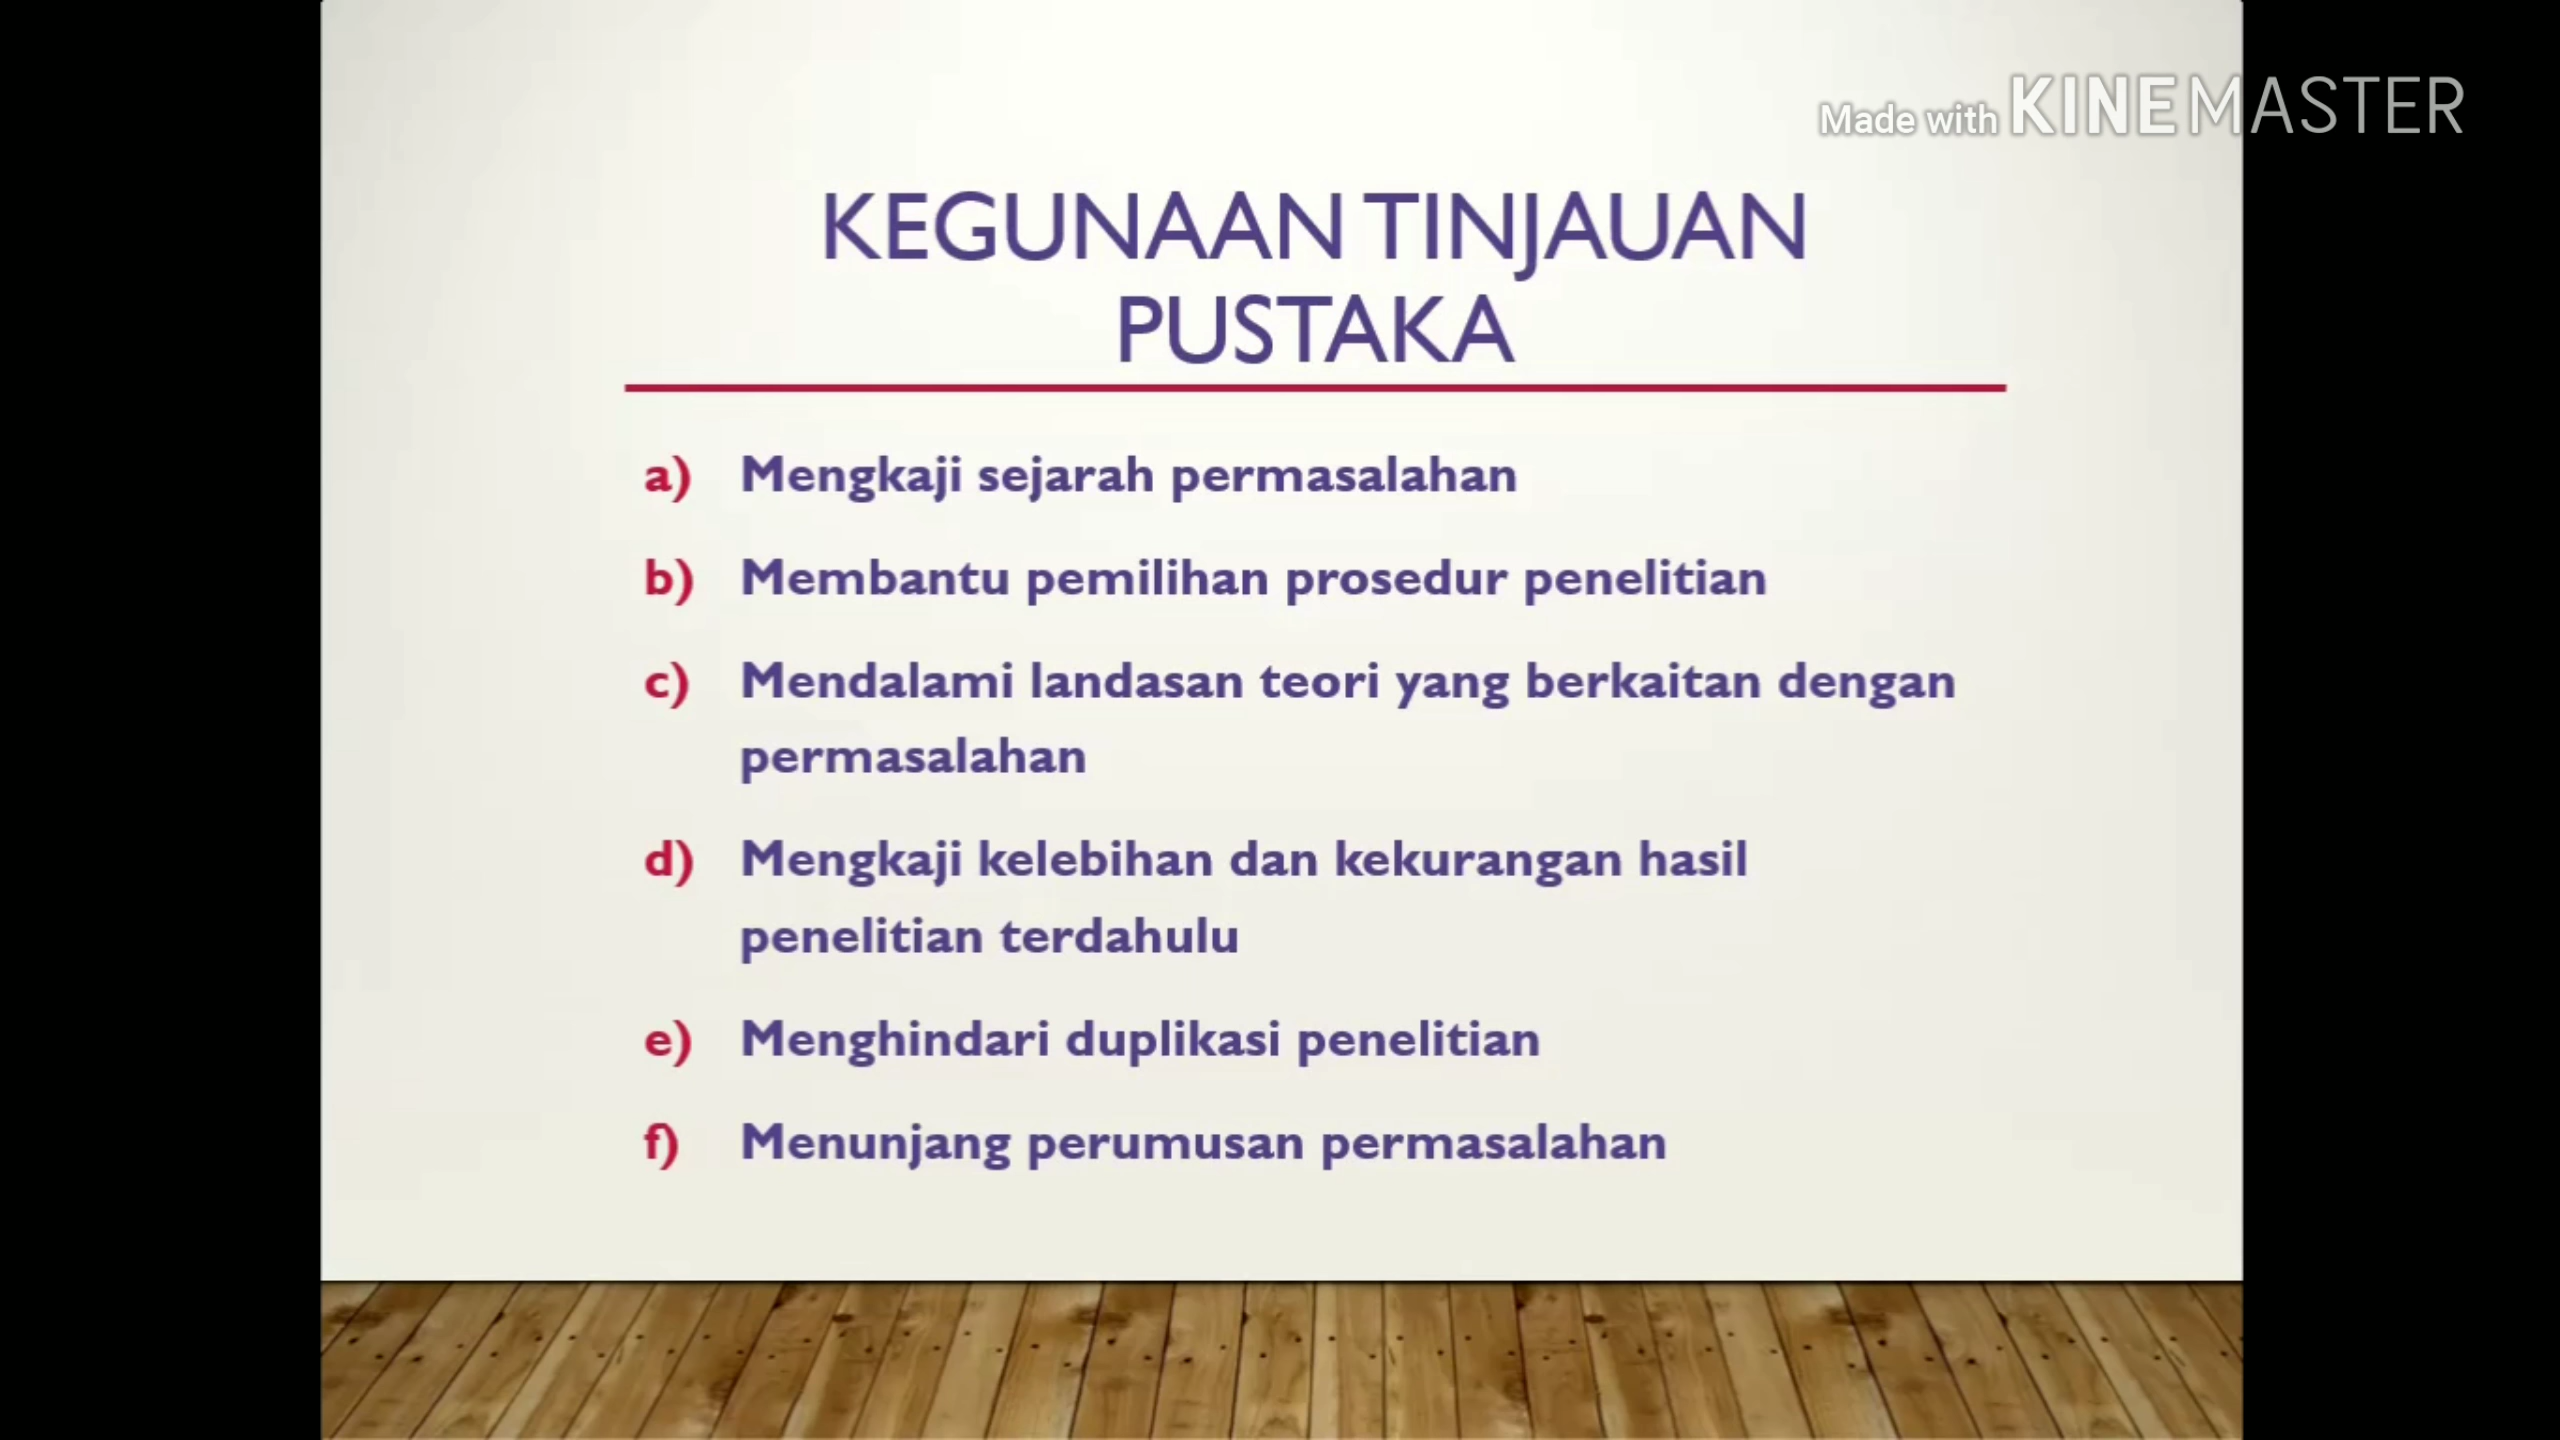 Made with KINEMASTER
KEGUNAAN TINJAUAN
PUSTAKA
a) Mengkaji sejarah permasalahan
b) Membantu pemilihan prosedur penelitian
c) Mendalami landasan teori yang berkaitan dengan
permasalahan
d) Mengkaji kelebihan dan kekurangan hasil
penelitian terdahulu
e) Menghindari duplikasi penelitian
f) Menunjang perumusan permasalahan